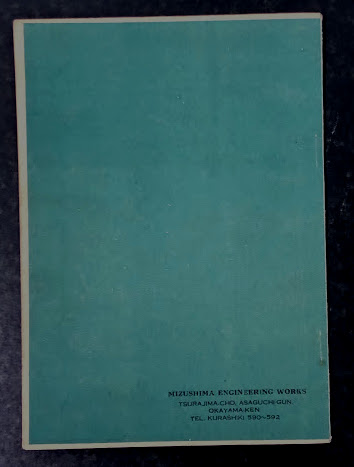 MIZUSHIMA ENGINEERING WORKS
TSURAJIMA-CHO, ASAGUCHI-GUN,
OKAYAMA-KEN.
TEL. KURASHIKI 590~592